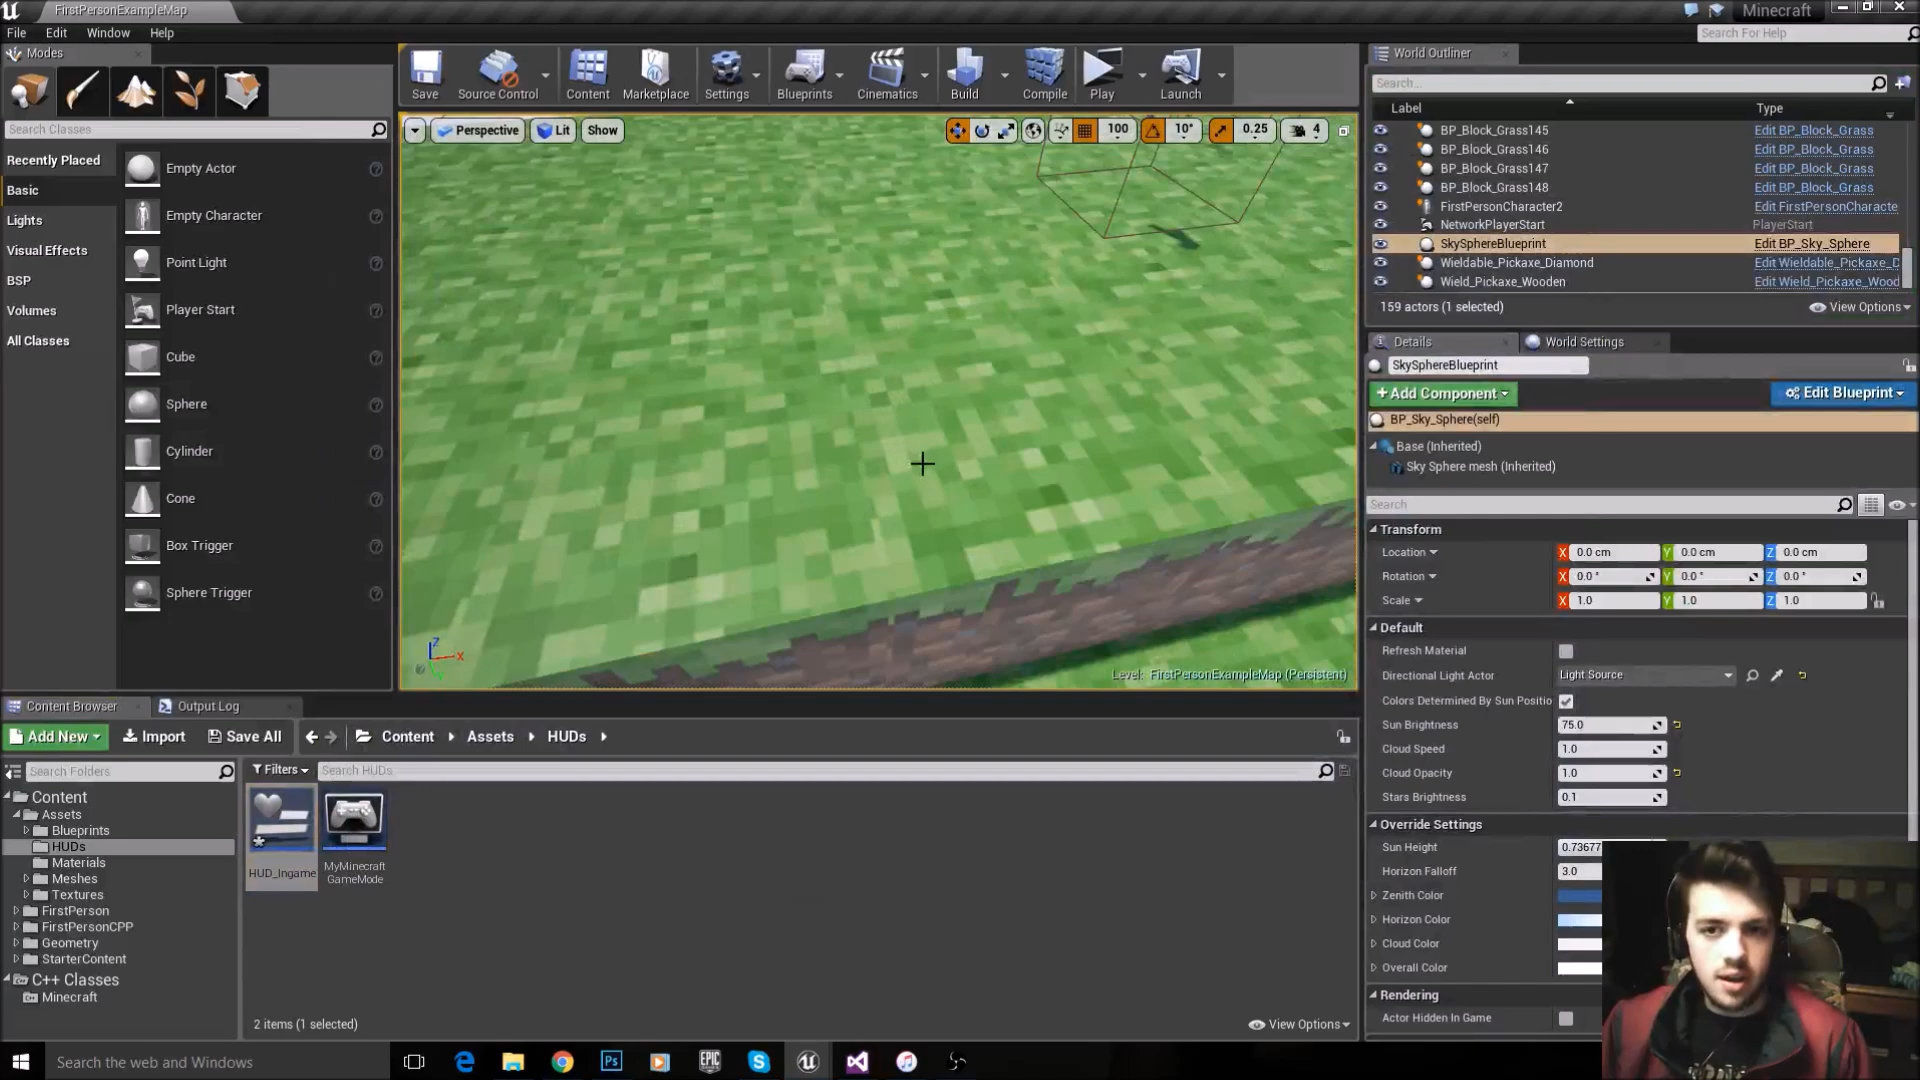 FirstPersonExampleMap
Minecraft
File Edit Window Help
Search For Help
Modes
Save
Source Control
Content
Marketplace
Settings
Blueprints
Cinematics
Build
Compile
Play
Launch
Search Classes
Recently Placed
Basic
Lights
Visual Effects
BSP
Volumes
All Classes
Empty Actor
Empty Character
Point Light
Player Start
Cube
Sphere
Cylinder
Cone
Box Trigger
Sphere Trigger
Perspective
Lit
Show
100
10°
0.25
4
Z
X
Y
Level: FirstPersonExampleMap (Persistent)
World Outliner
Search...
Label Type
BP_Block_Grass145 Edit BP_Block_Grass
BP_Block_Grass146 Edit BP_Block_Grass
BP_Block_Grass147 Edit BP_Block_Grass
BP_Block_Grass148 Edit BP_Block_Grass
FirstPersonCharacter2 Edit FirstPersonCharacte
NetworkPlayerStart PlayerStart
SkySphereBlueprint Edit BP_Sky_Sphere
Wieldable_Pickaxe_Diamond Edit Wieldable_Pickaxe_D
Wield_Pickaxe_Wooden Edit Wield_Pickaxe_Wood
159 actors (1 selected)
View Options
Details
World Settings
SkySphereBlueprint
+Add Component
Edit Blueprint
BP_Sky_Sphere(self)
Base (Inherited)
Sky Sphere mesh (Inherited)
Search
Transform
Location X 0.0 cm Y 0.0 cm Z 0.0 cm
Rotation X 0.0 ° Y 0.0 ° Z 0.0 °
Scale X 1.0 Y 1.0 Z 1.0
Default
Refresh Material
Directional Light Actor Light Source
Colors Determined By Sun Positio
Sun Brightness 75.0
Cloud Speed 1.0
Cloud Opacity 1.0
Stars Brightness 0.1
Override Settings
Sun Height 0.73677
Horizon Falloff 3.0
Zenith Color
Horizon Color
Cloud Color
Overall Color
Rendering
Actor Hidden In Game
Content Browser
Output Log
Add New
Import
Save All
Content
Assets
HUDs
Search Folders
Filters
Search HUDs
Content
Assets
Blueprints
HUDs
Materials
Meshes
Textures
FirstPerson
FirstPersonCPP
Geometry
StarterContent
C++ Classes
Minecraft
HUD_Ingame
MyMinecraft
GameMode
2 items (1 selected)
View Options
Search the web and Windows
Ps
EPIC
GAMES